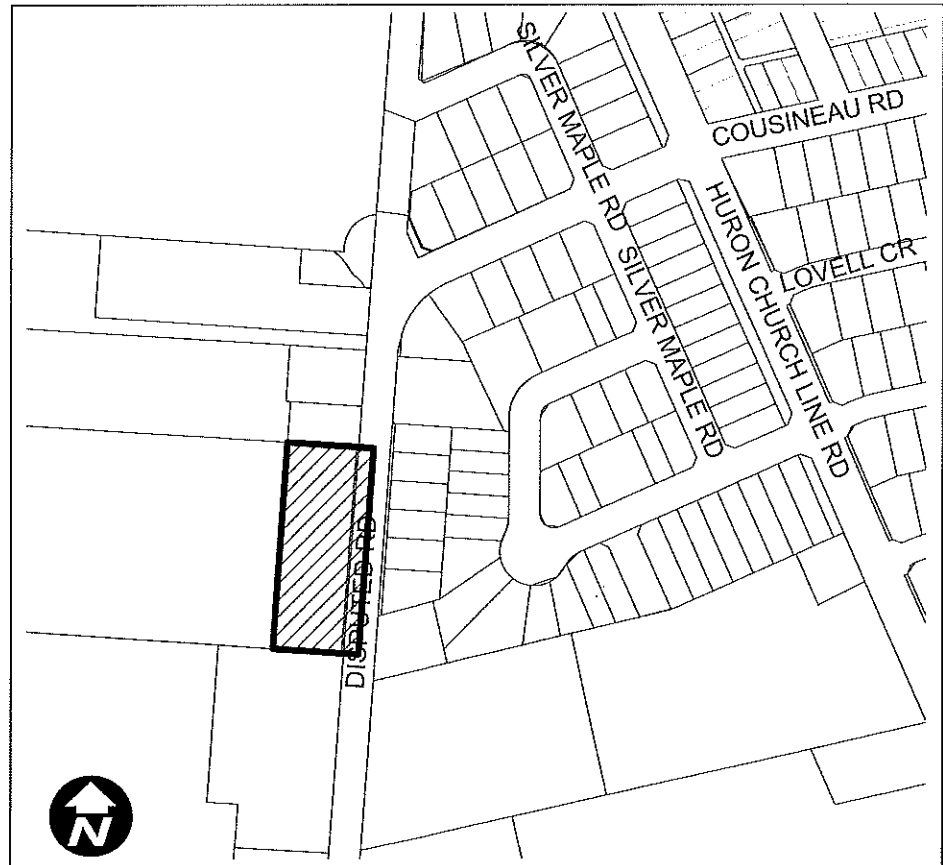 SILVER MAPLE RD
COUSINEAU RD
HURON CHURCH LINE RD
LOVELL CR
SILVER MAPLE RD
DISPUTED RD
N